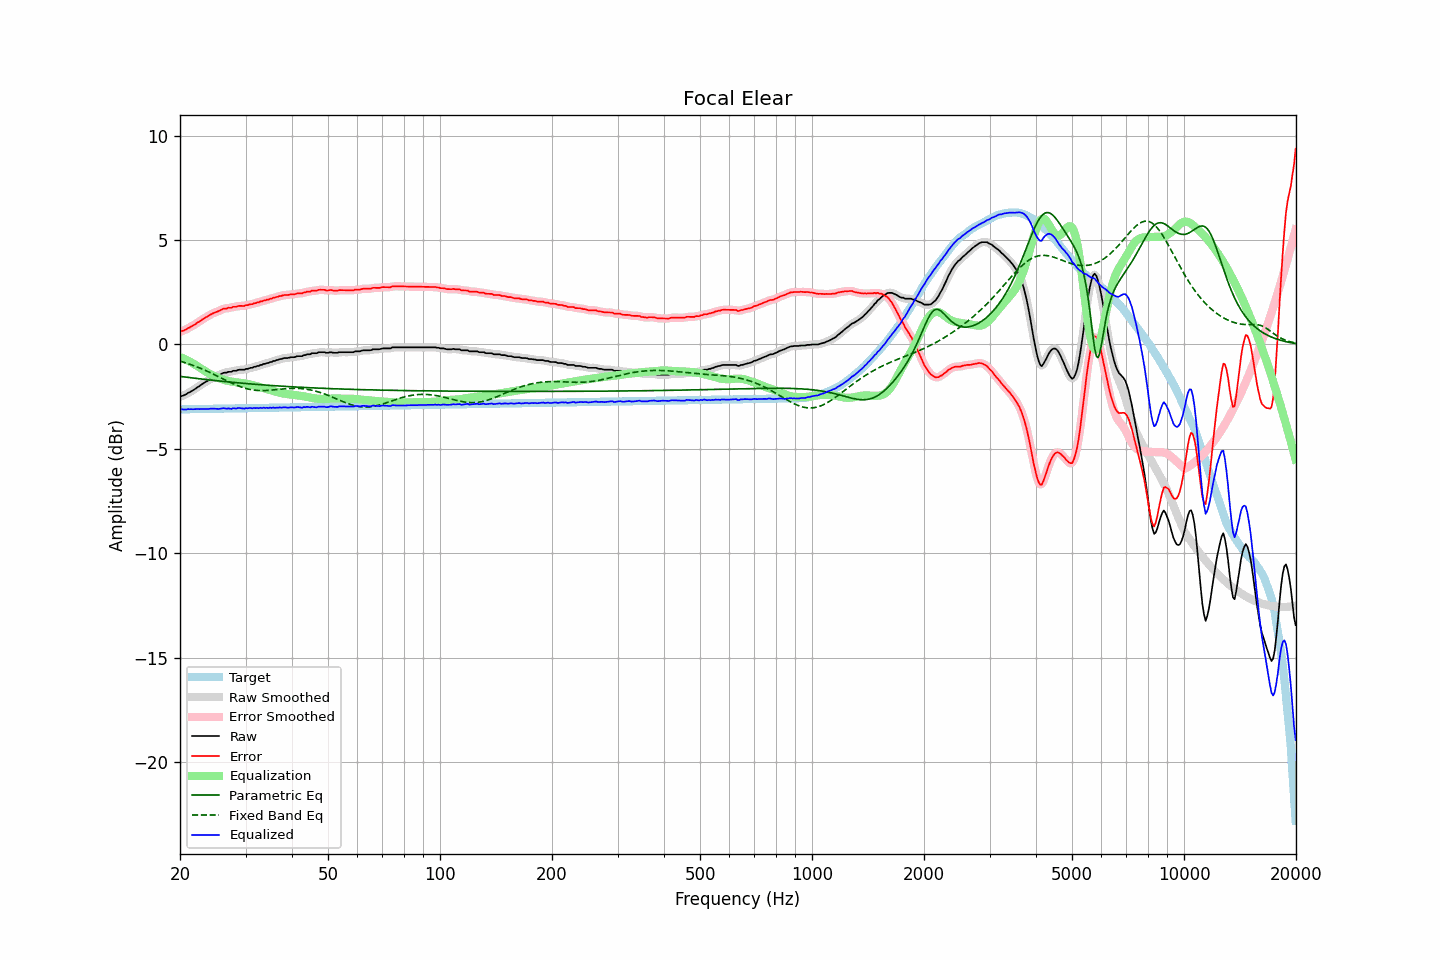 Focal Elear
Amplitude (dBr)
10
5
0
−5
−10
−15
−20
Target
Raw Smoothed
Error Smoothed
Raw
Error
Equalization
Parametric Eq
Fixed Band Eq
Equalized
20 50 100 200 500 1000 2000 5000 10000 20000
Frequency (Hz)